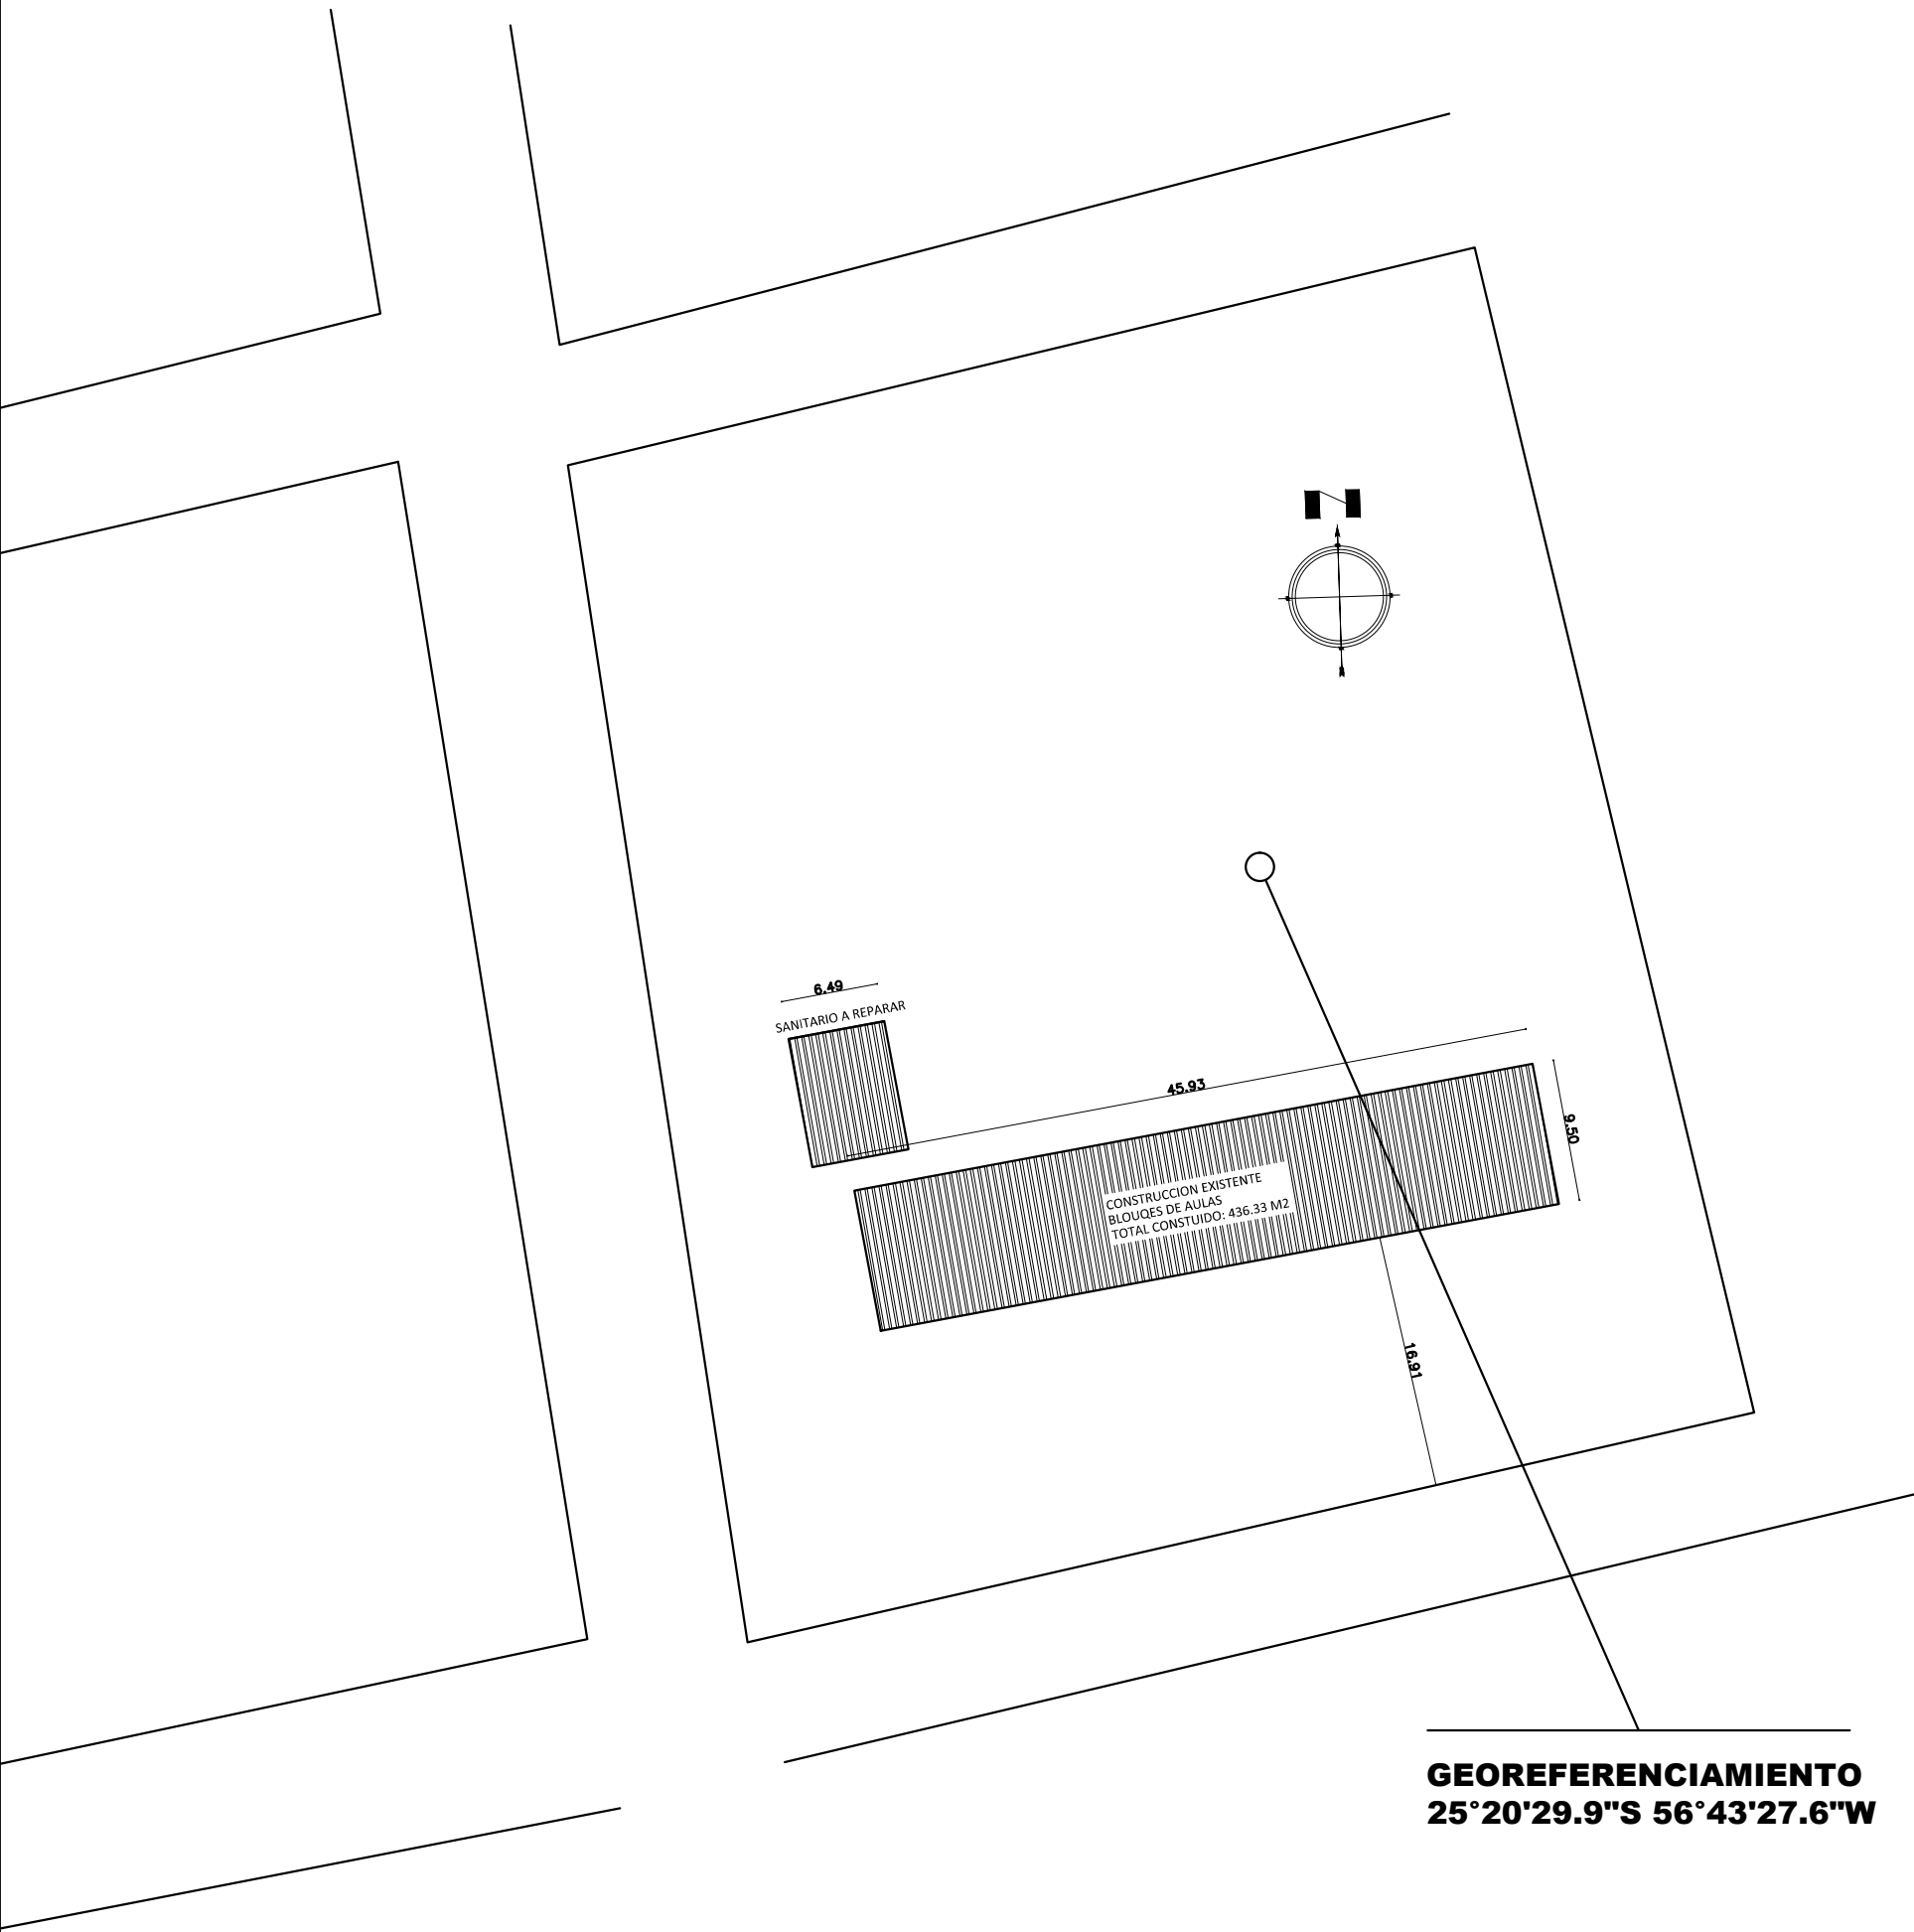 N
6.49
SANITARIO A REPARAR
45.93
9.50
CONSTRUCCION EXISTENTE
BLOUQES DE AULAS
TOTAL CONSTUIDO: 436.33 M2
16.91
GEOREFERENCIAMIENTO
25°20'29.9"S 56°43'27.6"W